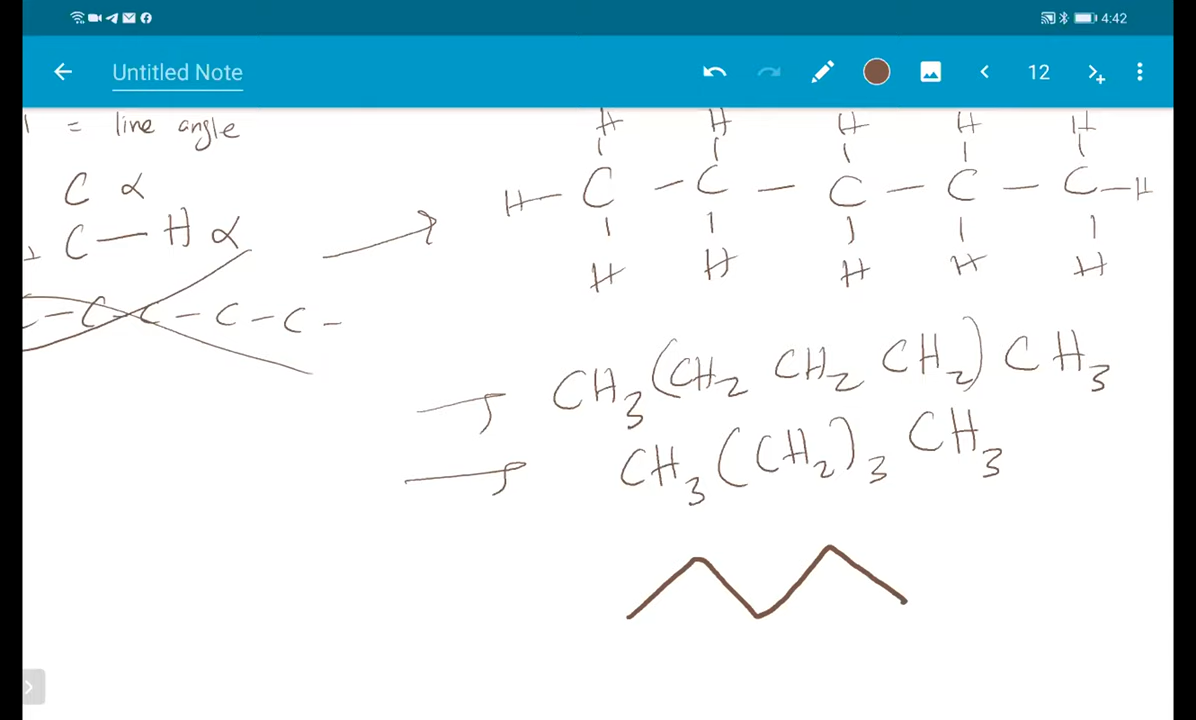 4:42
Untitled Note
12
= line angle
C α
C — H α
C – C – C – C – C –
H H H H H
H – C – C – C – C – C – H
H H H H H
→ CH₃(CH₂ CH₂ CH₂) CH₃
→ CH₃(CH₂)₃ CH₃